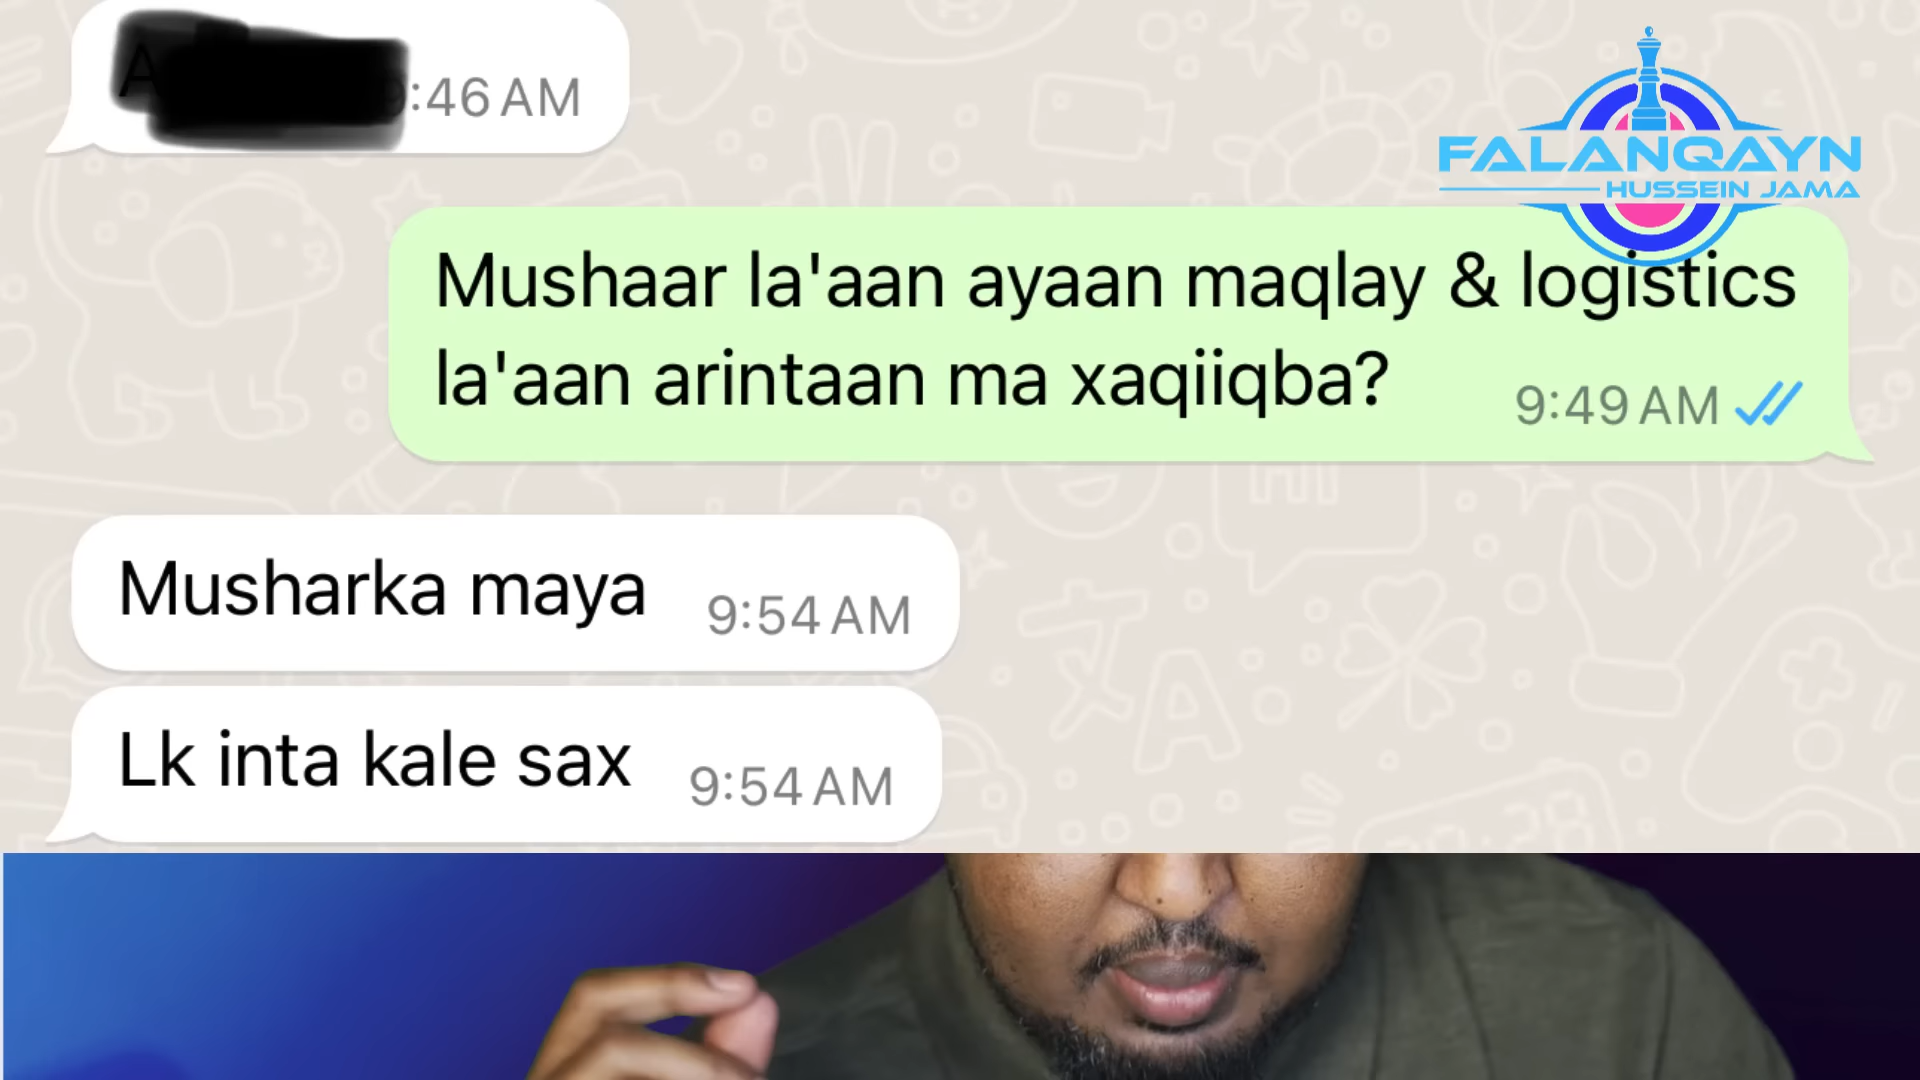 9:46 AM
FALANQAYN
HUSSEIN JAMA
Mushaar la'aan ayaan maqlay & logistics
la'aan arintaan ma xaqiiqba?
9:49 AM
Musharka maya
9:54 AM
Lk inta kale sax
9:54 AM